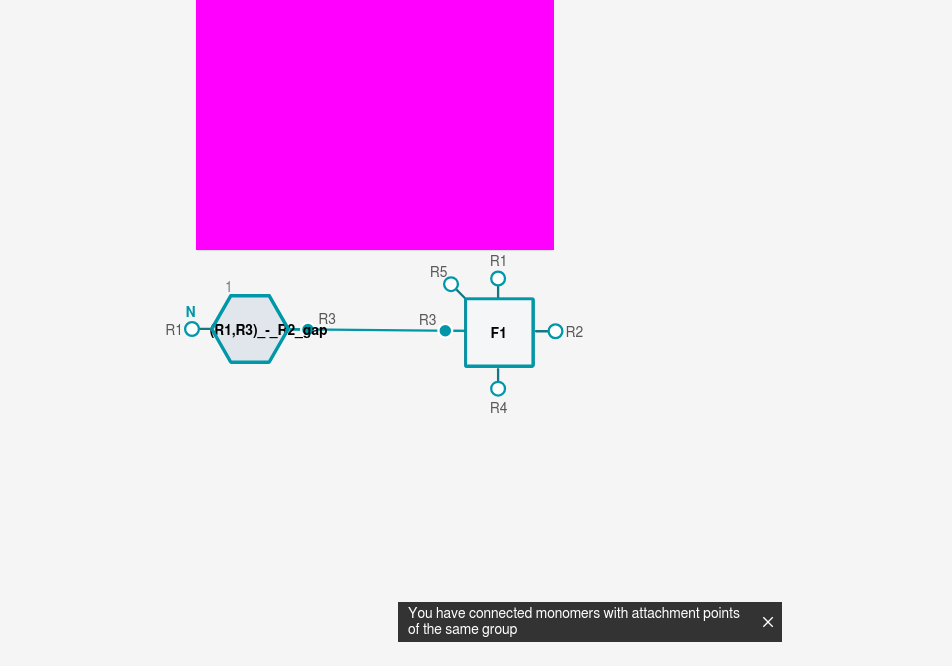 R1
R5
1
N
R3
R3
R1
(R1,R3)_-_R2_gap
F1
R2
R4
You have connected monomers with attachment points
of the same group